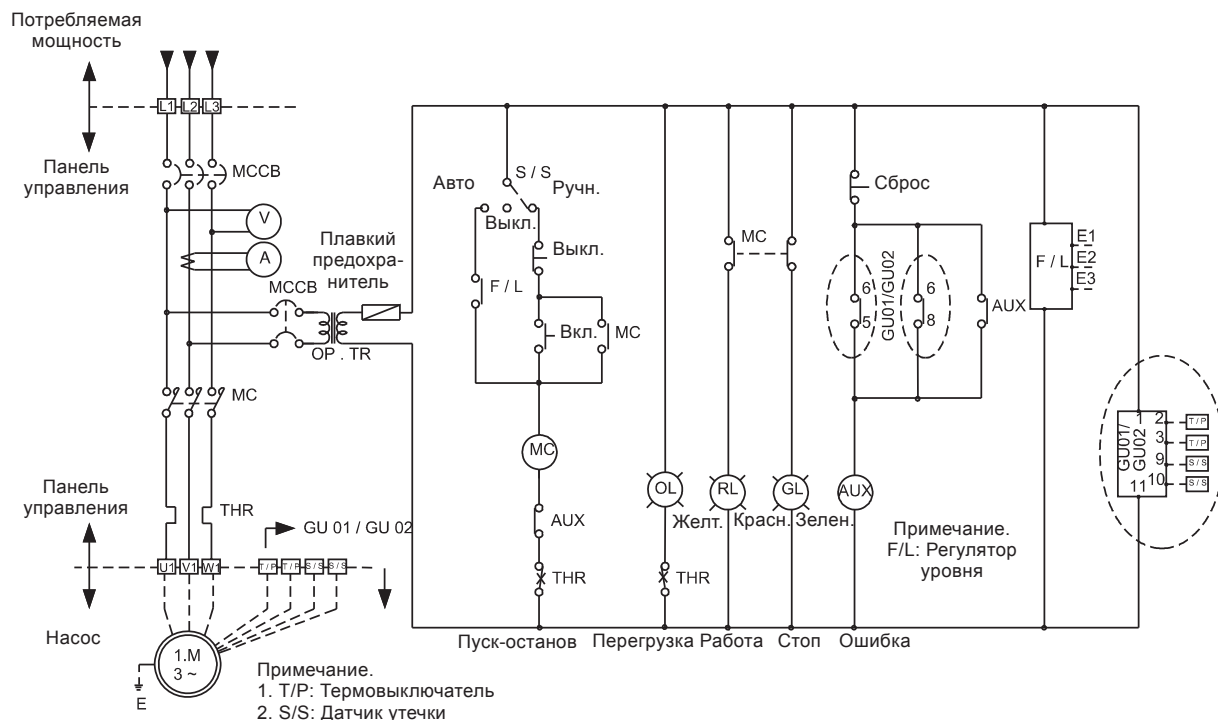 Потребляемая
мощность
L1 L2 L3
Панель
управления
MCCB
V
A
MCCB
OP . TR
Плавкий
предохра-
нитель
MC
Панель
управления
THR
GU 01 / GU 02
U1 V1 W1 T/P T/P S/S S/S
Насос
1.M
3 ~
E
Примечание.
1. T/P: Термовыключатель
2. S/S: Датчик утечки
S / S
Авто
Ручн.
Выкл.
Выкл.
F / L
Вкл.
MC
MC
AUX
THR
Пуск-останов
OL
Желт.
THR
Перегрузка
MC
RL
Красн.
Работа
GL
Зелен.
Стоп
Сброс
6
5
GU01/GU02
6
8
AUX
AUX
Ошибка
F / L
E1
E2
E3
Примечание.
F/L: Регулятор
уровня
GU01/
GU02
1
2
3
9
10
11
T / P
T / P
S / S
S / S